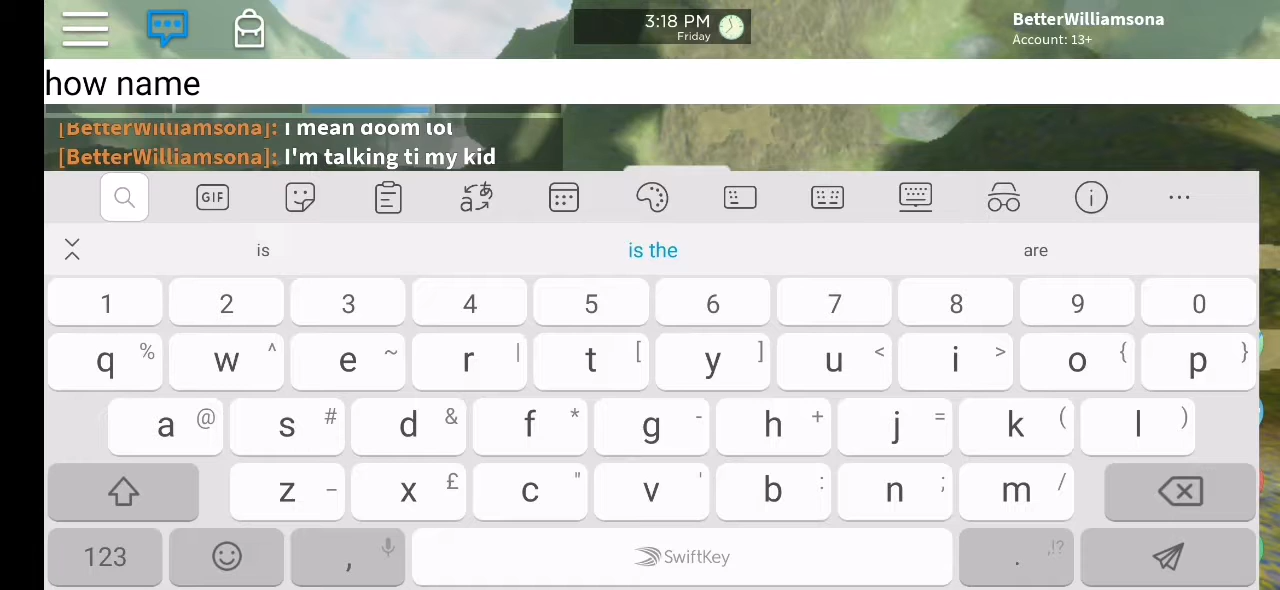 3:18 PM
Friday
BetterWilliamsona
Account: 13+
how name
[BetterWilliamsona]: I mean doom lol
[BetterWilliamsona]: I'm talking ti my kid
GIF
is is the are
1 2 3 4 5 6 7 8 9 0
q % w ^ e ~ r | t [ y ] u < i > o { p }
a @ s # d & f * g - h + j = k ( l )
z _ x £ c " v ' b : n ; m /
123 , SwiftKey . ,!?